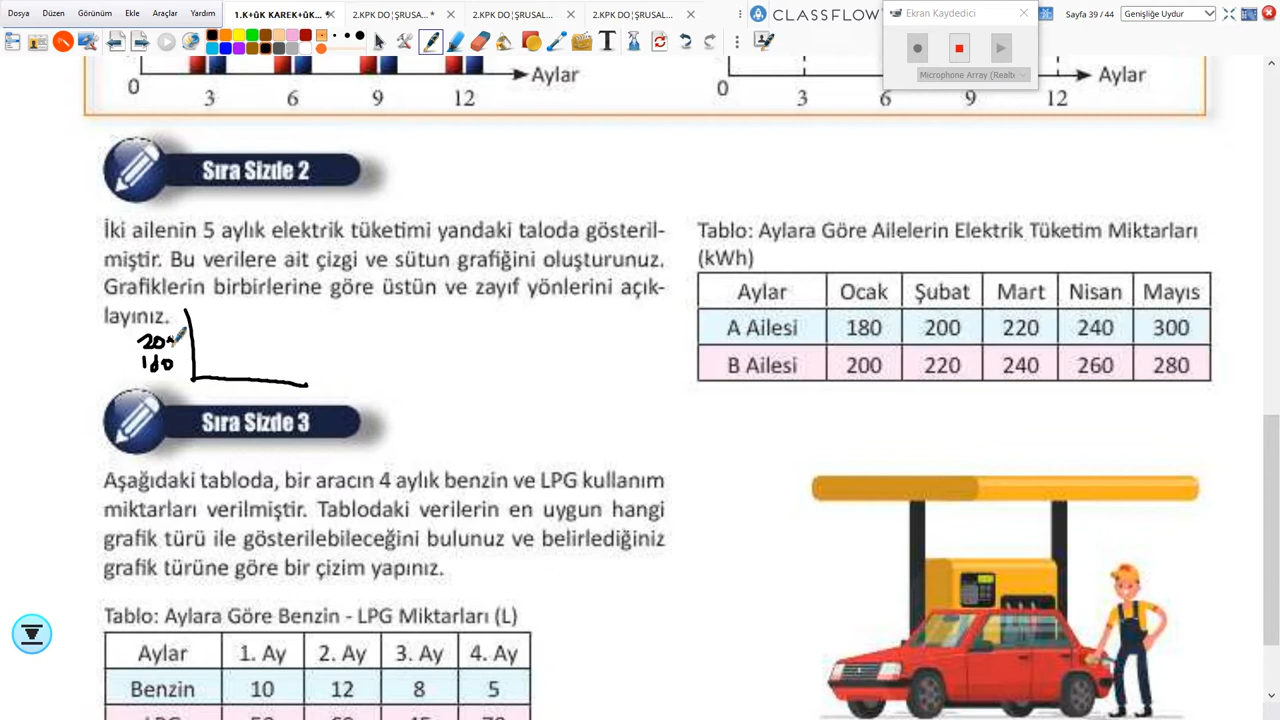 Dosya Düzen Görünüm Ekle Araçlar Yardım
1.K+ûK KAREK+ûK...* × 2.KPK DO¦ŞRUSA... * × 2.KPK DO¦ŞRUSAL... × 2.KPK DO¦ŞRUSAL... ×
CLASSFLOW
Ekran Kaydedici
Microphone Array (Realte
Sayfa 39 / 44
Genişliğe Uydur
0 3 6 9 12 Aylar
0 3 6 9 12 Aylar
Sıra Sizde 2
İki ailenin 5 aylık elektrik tüketimi yandaki taloda gösteril-
miştir. Bu verilere ait çizgi ve sütun grafiğini oluşturunuz.
Grafiklerin birbirlerine göre üstün ve zayıf yönlerini açık-
layınız.
180
Tablo: Aylara Göre Ailelerin Elektrik Tüketim Miktarları
(kWh)
Aylar Ocak Şubat Mart Nisan Mayıs
A Ailesi 180 200 220 240 300
B Ailesi 200 220 240 260 280
Sıra Sizde 3
Aşağıdaki tabloda, bir aracın 4 aylık benzin ve LPG kullanım
miktarları verilmiştir. Tablodaki verilerin en uygun hangi
grafik türü ile gösterilebileceğini bulunuz ve belirlediğiniz
grafik türüne göre bir çizim yapınız.
Tablo: Aylara Göre Benzin - LPG Miktarları (L)
Aylar 1. Ay 2. Ay 3. Ay 4. Ay
Benzin 10 12 8 5